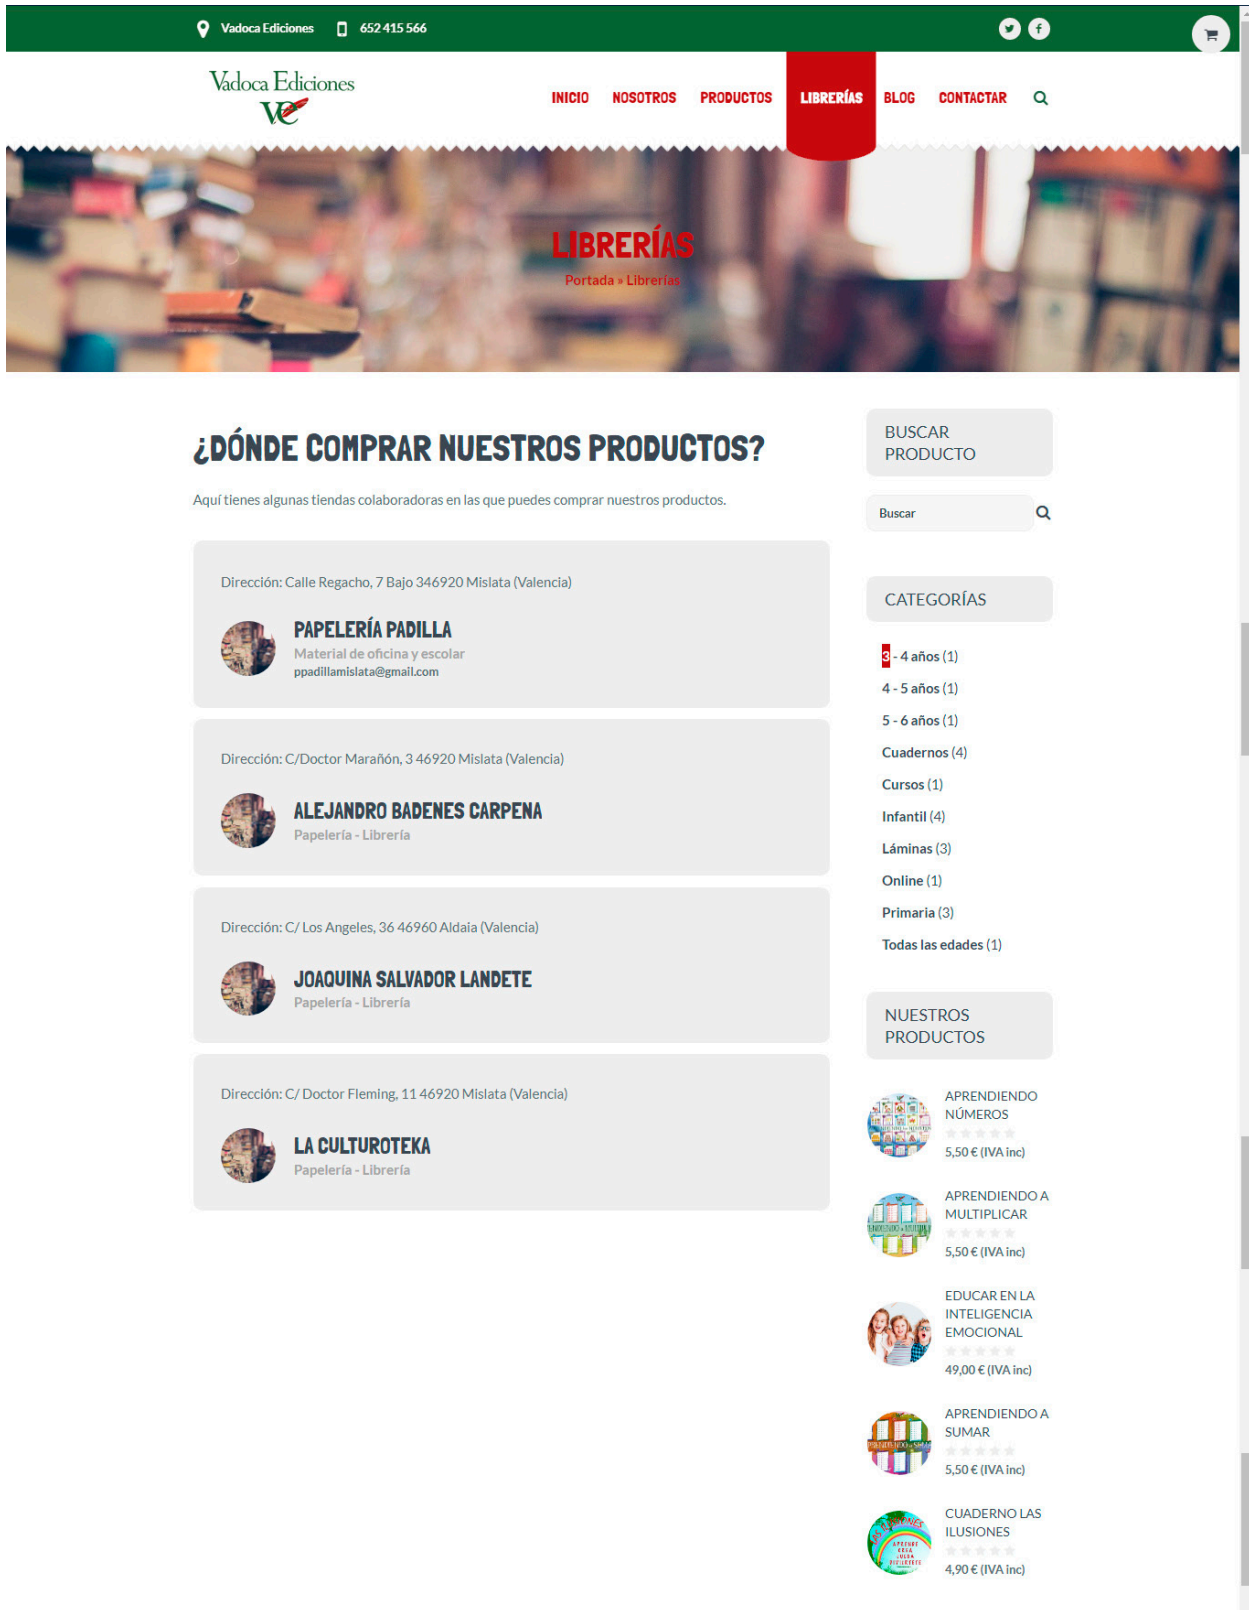 Vadoca Ediciones 652 415 566
Vadoca Ediciones
VE
INICIO NOSOTROS PRODUCTOS LIBRERÍAS BLOG CONTACTAR
LIBRERÍAS
Portada » Librerías
¿DÓNDE COMPRAR NUESTROS PRODUCTOS?
Aquí tienes algunas tiendas colaboradoras en las que puedes comprar nuestros productos.
Dirección: Calle Regacho, 7 Bajo 346920 Mislata (Valencia)
PAPELERÍA PADILLA
Material de oficina y escolar
ppadillamislata@gmail.com
Dirección: C/Doctor Marañón, 3 46920 Mislata (Valencia)
ALEJANDRO BADENES CARPENA
Papelería - Librería
Dirección: C/ Los Angeles, 36 46960 Aldaia (Valencia)
JOAQUINA SALVADOR LANDETE
Papelería - Librería
Dirección: C/ Doctor Fleming, 11 46920 Mislata (Valencia)
LA CULTUROTEKA
Papelería - Librería
BUSCAR
PRODUCTO
Buscar
CATEGORÍAS
3 - 4 años (1)
4 - 5 años (1)
5 - 6 años (1)
Cuadernos (4)
Cursos (1)
Infantil (4)
Láminas (3)
Online (1)
Primaria (3)
Todas las edades (1)
NUESTROS
PRODUCTOS
APRENDIENDO
NÚMEROS
5,50 € (IVA inc)
APRENDIENDO A
MULTIPLICAR
5,50 € (IVA inc)
EDUCAR EN LA
INTELIGENCIA
EMOCIONAL
49,00 € (IVA inc)
APRENDIENDO A
SUMAR
5,50 € (IVA inc)
CUADERNO LAS
ILUSIONES
4,90 € (IVA inc)